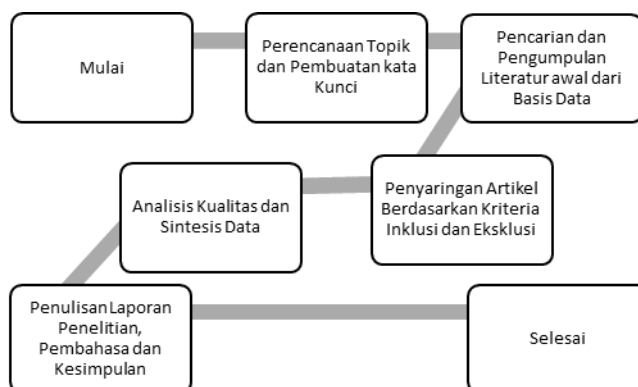 Mulai
Perencanaan Topik
dan Pembuatan kata
Kunci
Pencarian dan
Pengumpulan
Literatur awal dari
Basis Data
Penyaringan Artikel
Berdasarkan Kriteria
Inklusi dan Eksklusi
Analisis Kualitas dan
Sintesis Data
Penulisan Laporan
Penelitian,
Pembahasa dan
Kesimpulan
Selesai